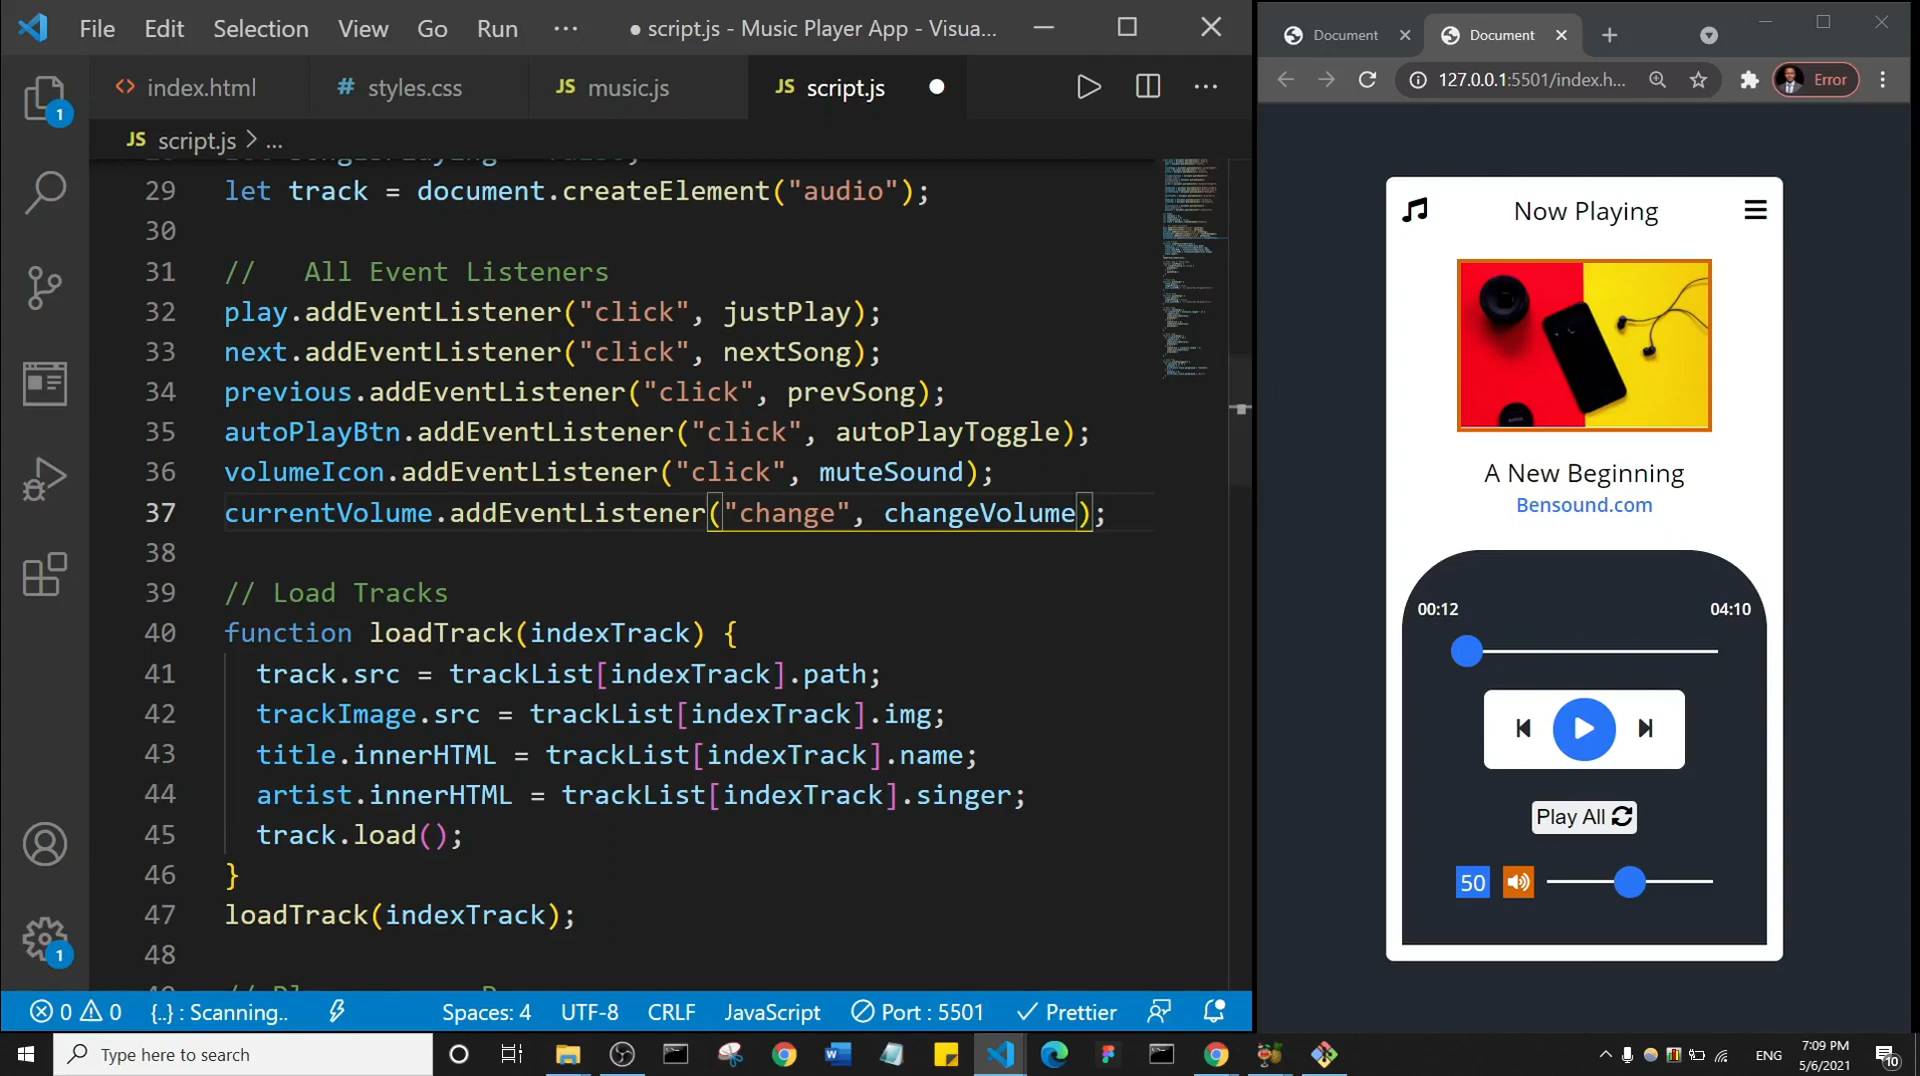 File Edit Selection View Go Run ··· ● script.js - Music Player App - Visua...
index.html # styles.css JS music.js JS script.js
JS script.js > ...
29 let track = document.createElement("audio");
30
31 // All Event Listeners
32 play.addEventListener("click", justPlay);
33 next.addEventListener("click", nextSong);
34 previous.addEventListener("click", prevSong);
35 autoPlayBtn.addEventListener("click", autoPlayToggle);
36 volumeIcon.addEventListener("click", muteSound);
37 currentVolume.addEventListener("change", changeVolume);
38
39 // Load Tracks
40 function loadTrack(indexTrack) {
41 track.src = trackList[indexTrack].path;
42 trackImage.src = trackList[indexTrack].img;
43 title.innerHTML = trackList[indexTrack].name;
44 artist.innerHTML = trackList[indexTrack].singer;
45 track.load();
46 }
47 loadTrack(indexTrack);
48
1
1
0 0 {..} : Scanning.. Spaces: 4 UTF-8 CRLF JavaScript Port : 5501 Prettier
Document Document
127.0.0.1:5501/index.h... Error
Now Playing
A New Beginning
Bensound.com
00:12 04:10
Play All
50
Type here to search
ENG 7:09 PM
5/6/2021
10